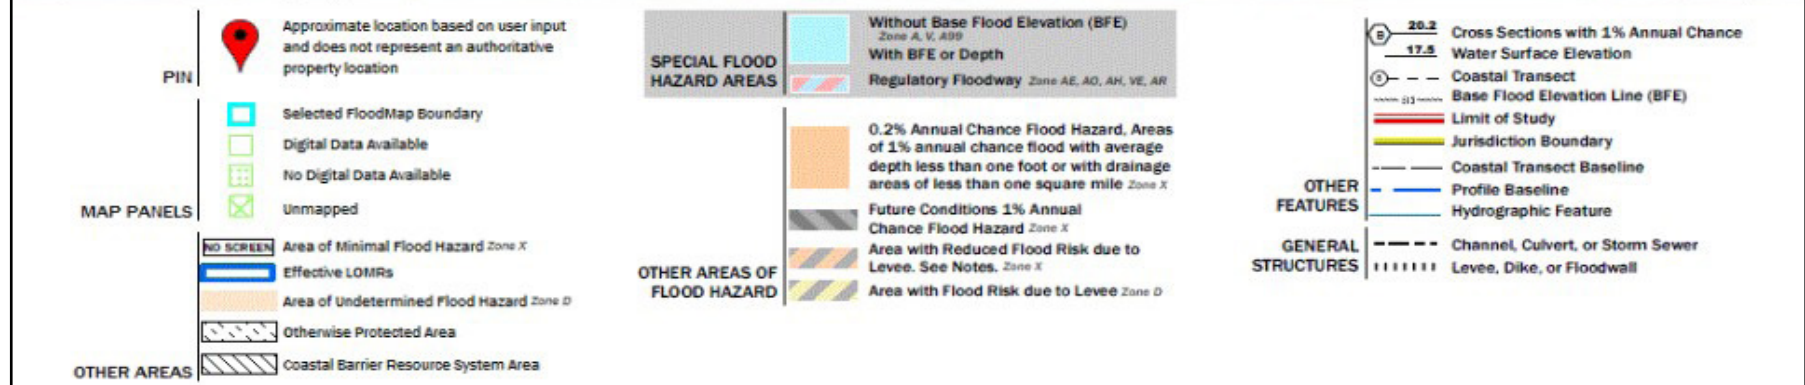 Approximate location based on user input
and does not represent an authoritative
property location
PIN
Selected FloodMap Boundary
Digital Data Available
No Digital Data Available
Unmapped
MAP PANELS
NO SCREEN Area of Minimal Flood Hazard Zone X
Effective LOMRs
Area of Undetermined Flood Hazard Zone D
Otherwise Protected Area
Coastal Barrier Resource System Area
OTHER AREAS
SPECIAL FLOOD
HAZARD AREAS
Without Base Flood Elevation (BFE)
Zone A, V, A99
With BFE or Depth
Regulatory Floodway Zone AE, AO, AH, VE, AR
0.2% Annual Chance Flood Hazard, Areas
of 1% annual chance flood with average
depth less than one foot or with drainage
areas of less than one square mile Zone X
Future Conditions 1% Annual
Chance Flood Hazard Zone X
Area with Reduced Flood Risk due to
Levee. See Notes. Zone X
Area with Flood Risk due to Levee Zone D
OTHER AREAS OF
FLOOD HAZARD
B 20.2 Cross Sections with 1% Annual Chance
17.5 Water Surface Elevation
8 Coastal Transect
513 Base Flood Elevation Line (BFE)
Limit of Study
Jurisdiction Boundary
Coastal Transect Baseline
Profile Baseline
Hydrographic Feature
OTHER
FEATURES
Channel, Culvert, or Storm Sewer
Levee, Dike, or Floodwall
GENERAL
STRUCTURES